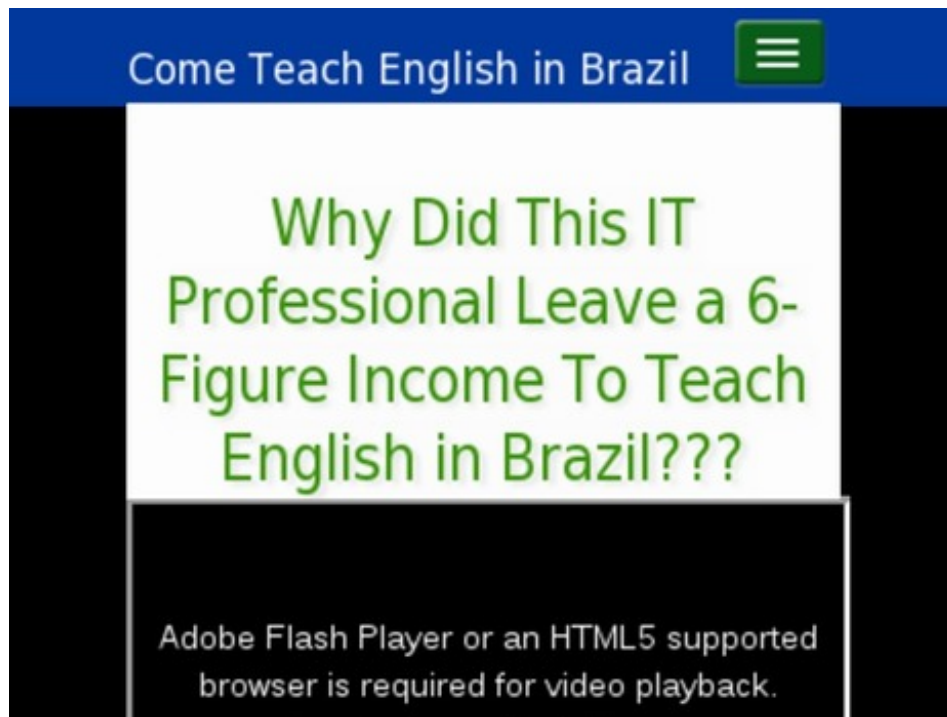 Come Teach English in Brazil
Why Did This IT
Professional Leave a 6-
Figure Income To Teach
English in Brazil???
Adobe Flash Player or an HTML5 supported
browser is required for video playback.